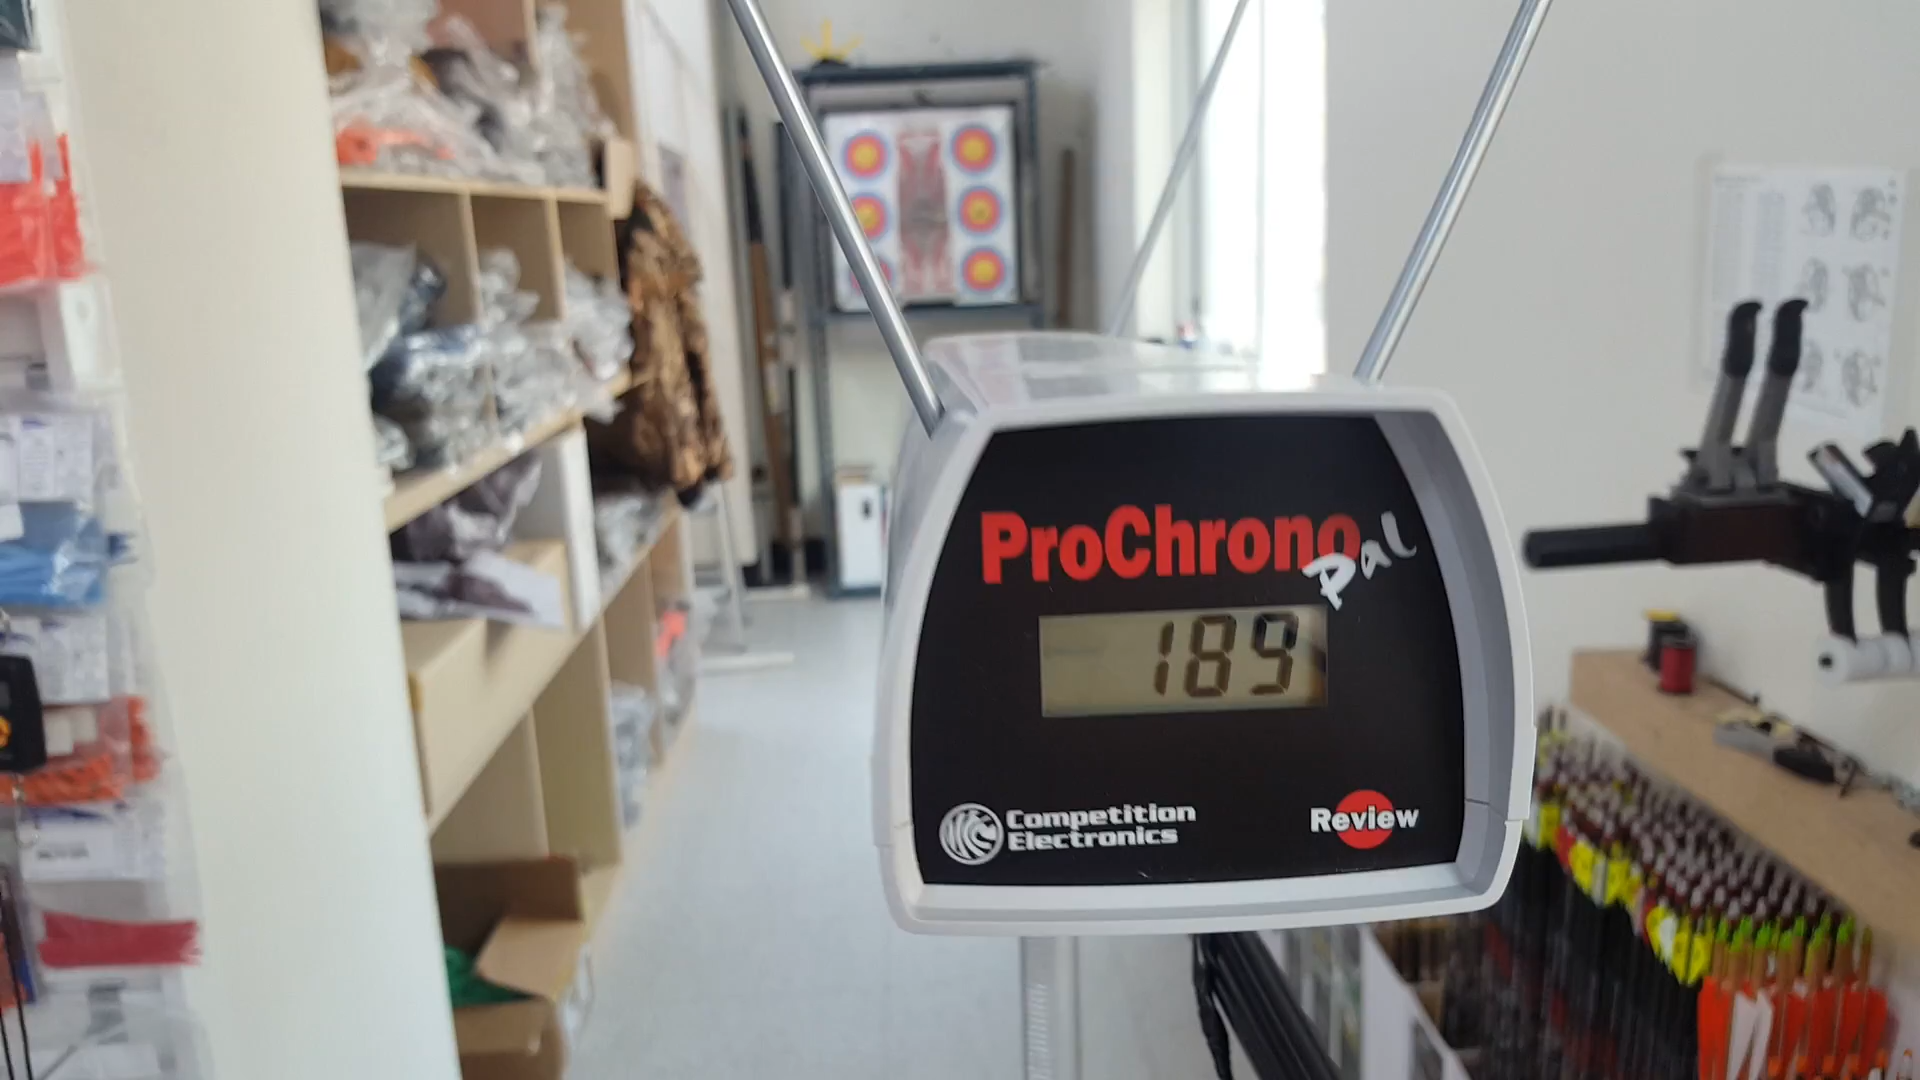 ProChrono
Pal
189
Competition
Electronics
Review